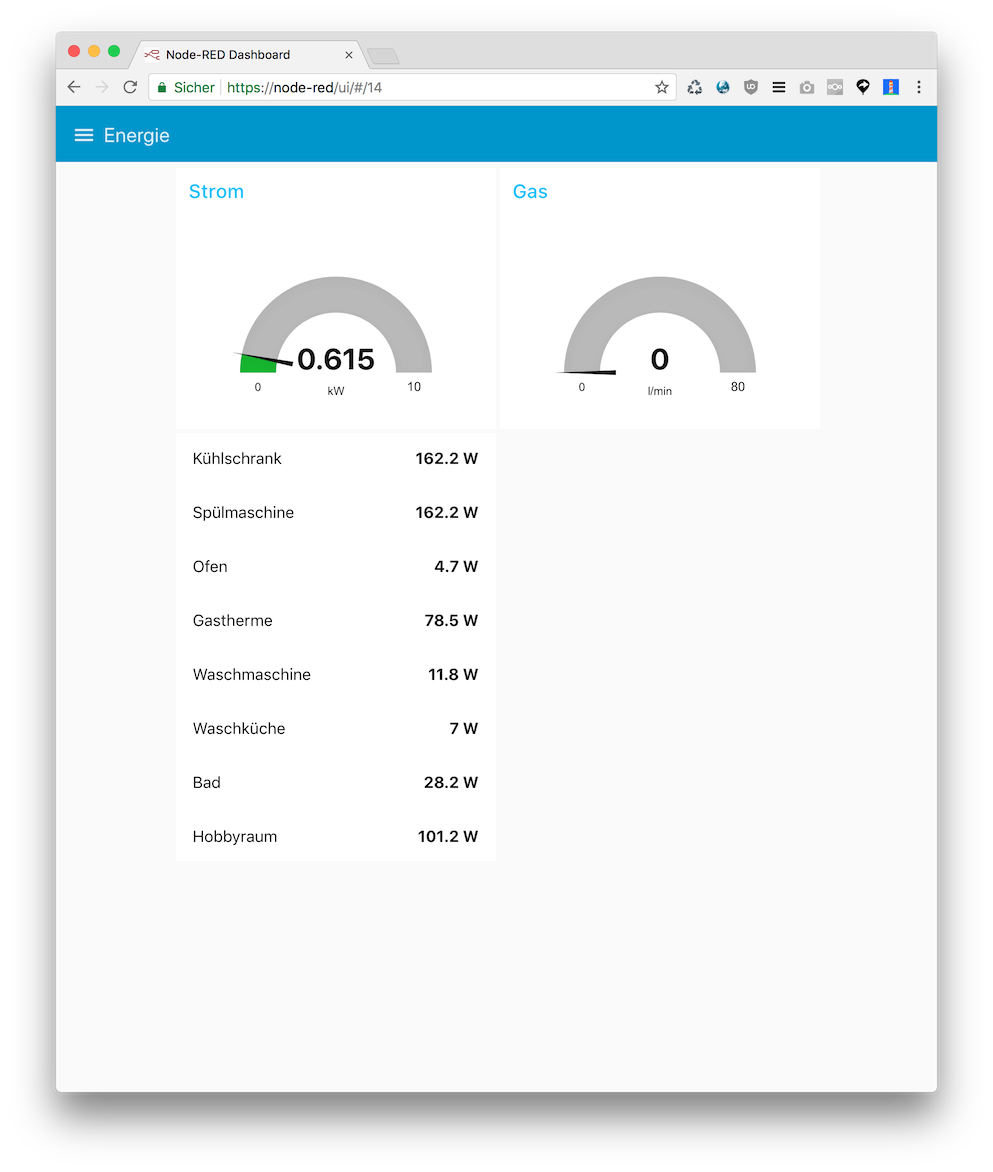 Node-RED Dashboard
Sicher https://node-red/ui/#/14
Energie
Strom
0.615
0
kW
10
Gas
0
0
l/min
80
Kühlschrank 162.2 W
Spülmaschine 162.2 W
Ofen 4.7 W
Gastherme 78.5 W
Waschmaschine 11.8 W
Waschküche 7 W
Bad 28.2 W
Hobbyraum 101.2 W